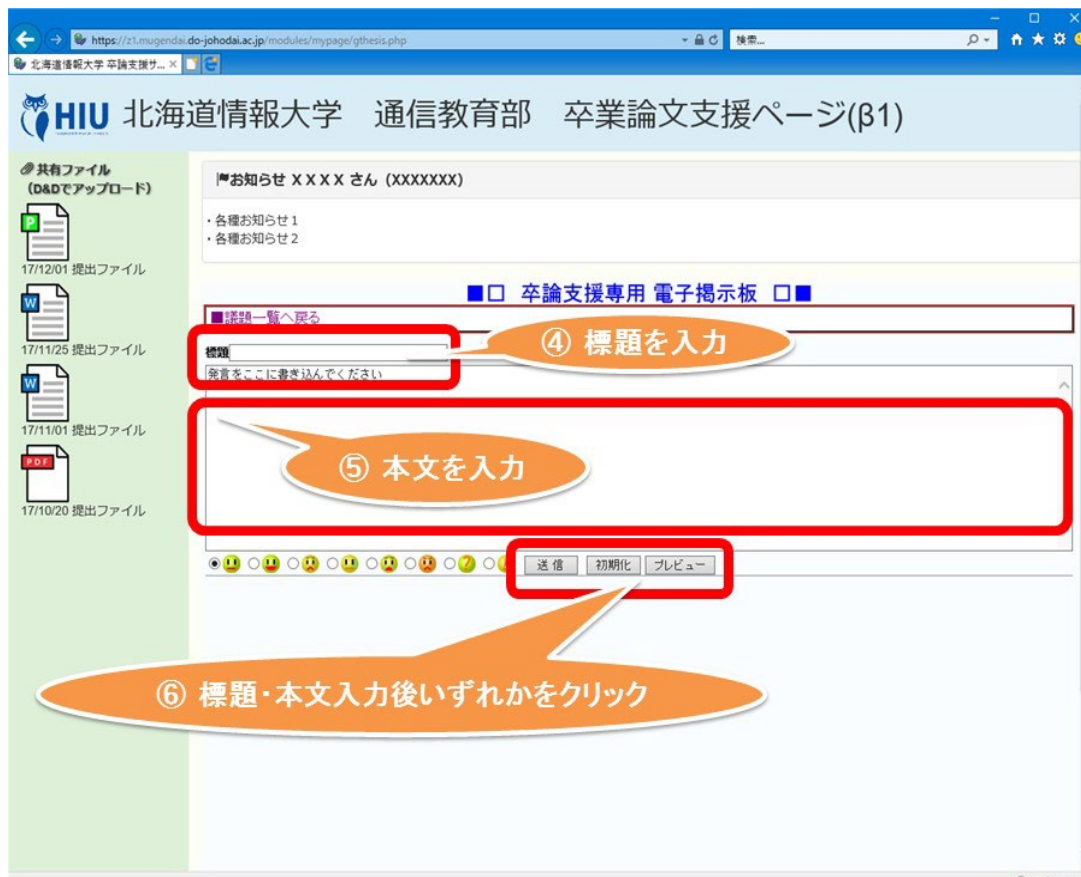 https://z1.mugendai.do-johodai.ac.jp/modules/mypage/gthesis.php
検索...
北海道情報大学 卒論支援サ...
HIU 北海道情報大学 通信教育部 卒業論文支援ページ(β1)
共有ファイル
(D&Dでアップロード)
P
17/12/01 提出ファイル
W
17/11/25 提出ファイル
W
17/11/01 提出ファイル
PDF
17/10/20 提出ファイル
お知らせ XXXX さん (XXXXXXX)
・各種お知らせ1
・各種お知らせ2
■□ 卒論支援専用 電子掲示板 □■
■議題一覧へ戻る
④ 標題を入力
標題
発言をここに書き込んでください
⑤ 本文を入力
送信 初期化 プレビュー
⑥ 標題・本文入力後いずれかをクリック